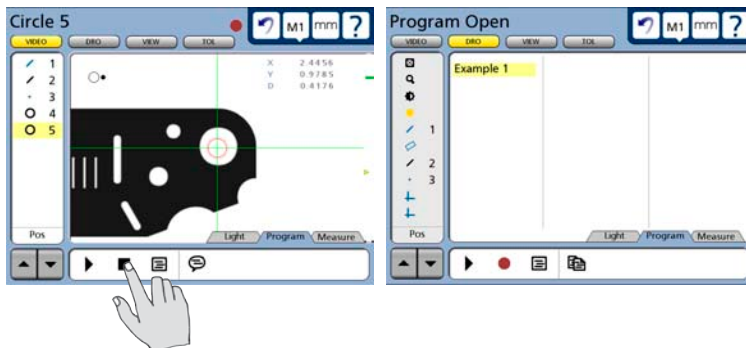 Circle 5
M1 mm ?
VIDEO DRO VIEW TOL
1
2
3
4
5
X 2.4456
Y 0.9785
D 0.4176
Pos
Light Program Measure
Program Open
M1 mm ?
VIDEO DRO VIEW TOL
Example 1
1
2
3
Pos
Light Program Measure